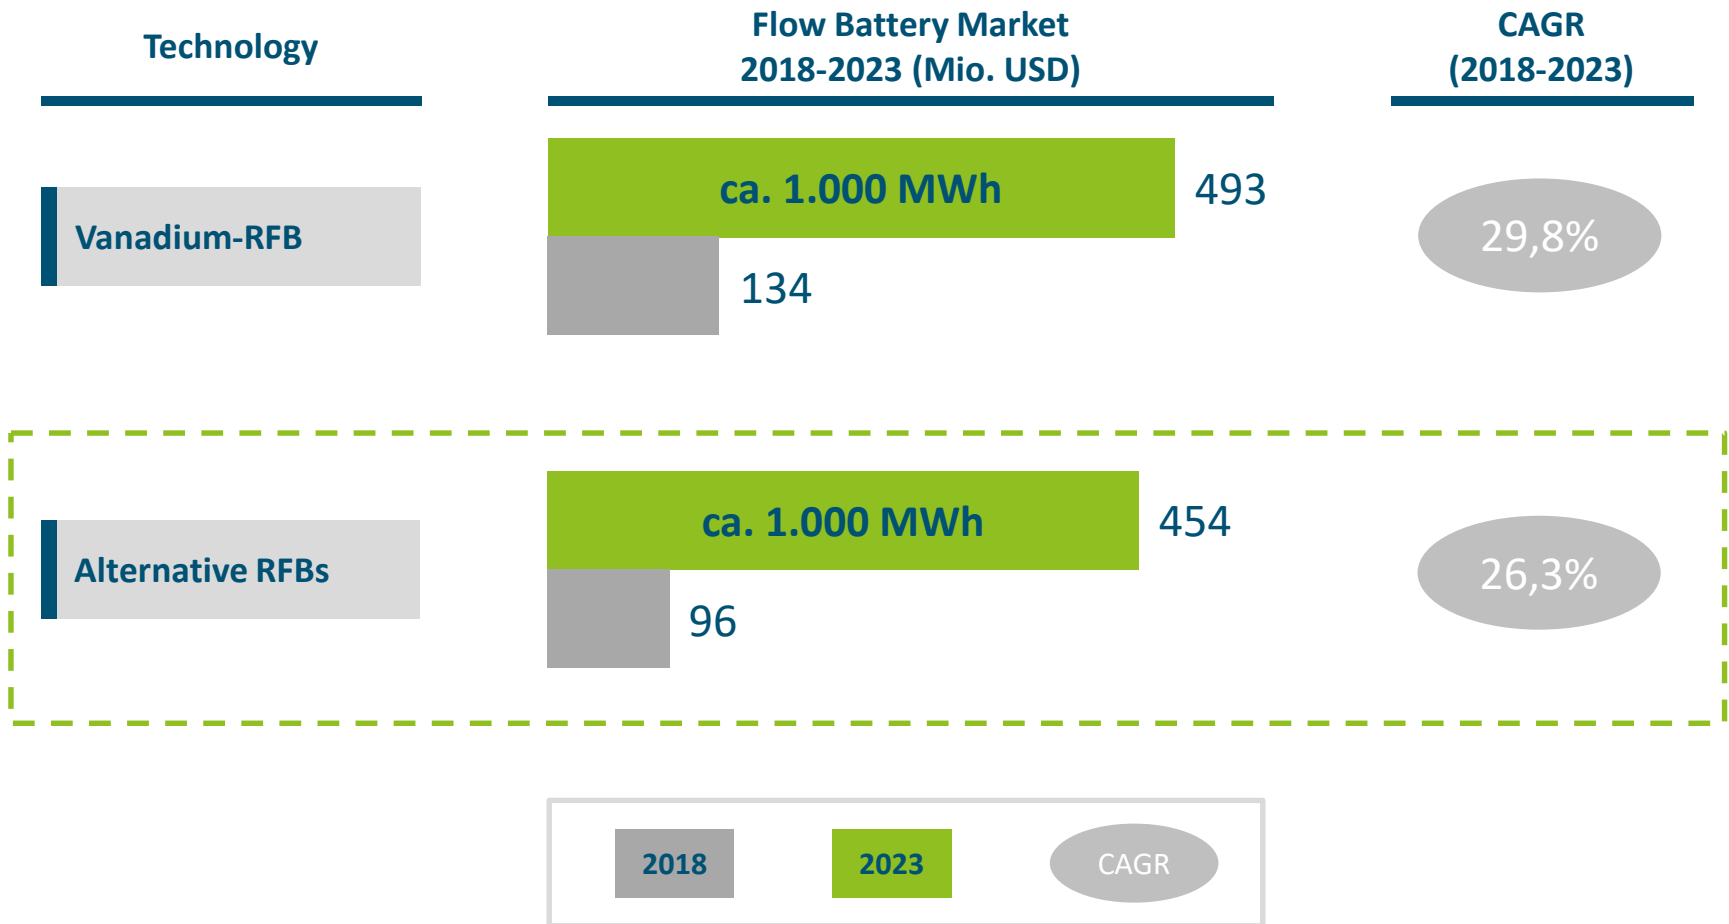 Technology
Flow Battery Market
2018-2023 (Mio. USD)
CAGR
(2018-2023)
Vanadium-RFB
ca. 1.000 MWh
493
134
29,8%
Alternative RFBs
ca. 1.000 MWh
454
96
26,3%
2018
2023
CAGR